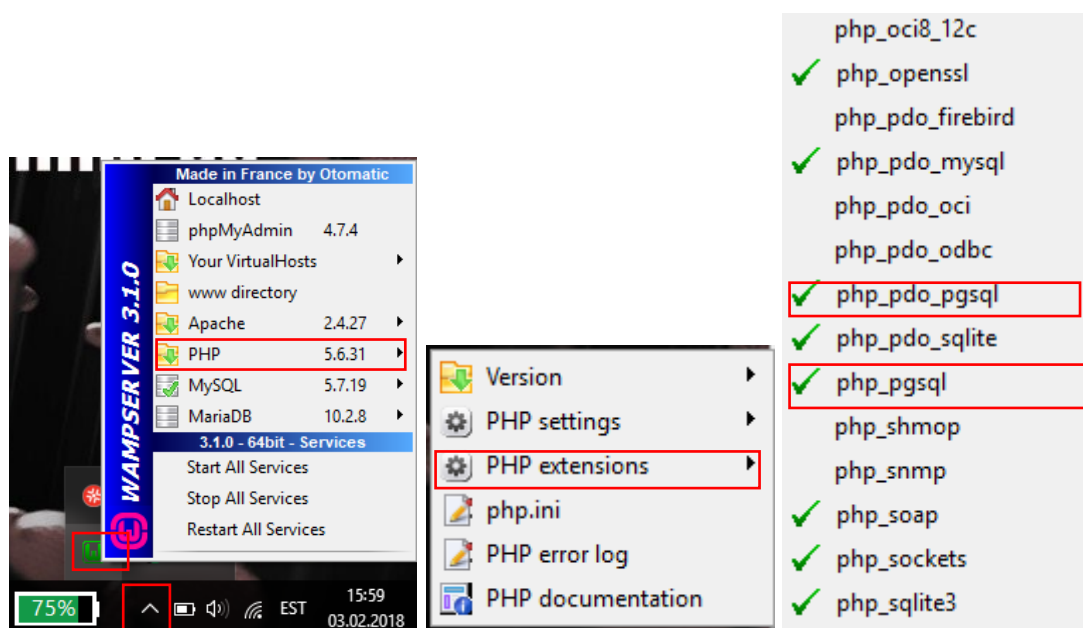 Made in France by Otomatic
Localhost
phpMyAdmin 4.7.4
Your VirtualHosts
www directory
Apache 2.4.27
PHP 5.6.31
MySQL 5.7.19
MariaDB 10.2.8
3.1.0 - 64bit - Services
Start All Services
Stop All Services
Restart All Services
WAMPSERVER 3.1.0
75%
EST
15:59
03.02.2018
Version
PHP settings
PHP extensions
php.ini
PHP error log
PHP documentation
php_oci8_12c
php_openssl
php_pdo_firebird
php_pdo_mysql
php_pdo_oci
php_pdo_odbc
php_pdo_pgsql
php_pdo_sqlite
php_pgsql
php_shmop
php_snmp
php_soap
php_sockets
php_sqlite3